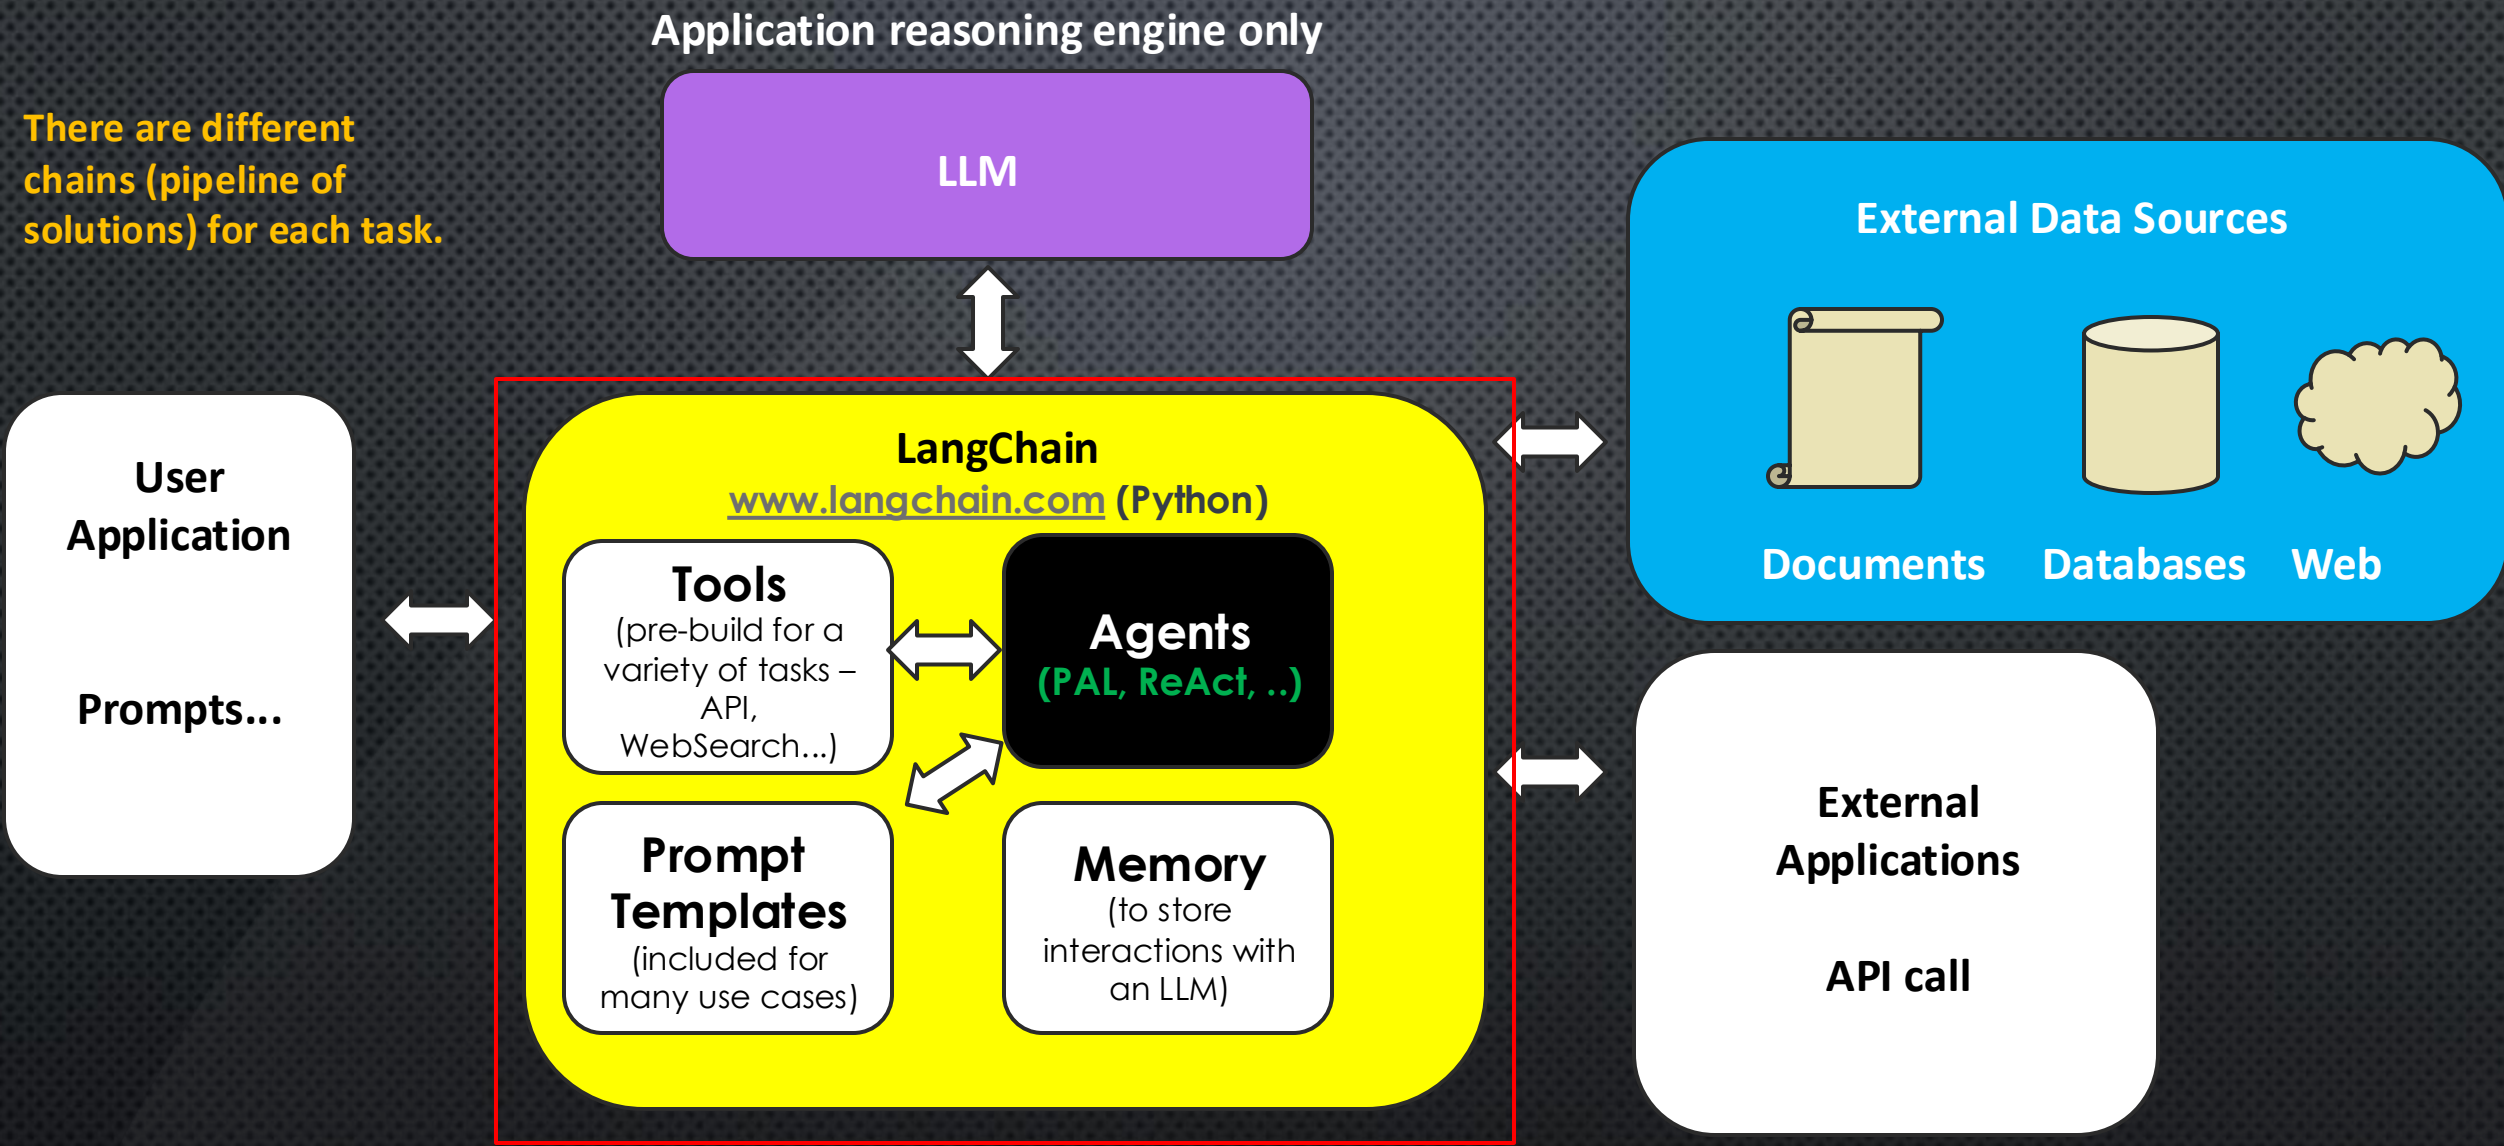 Application reasoning engine only
LLM
There are different
chains (pipeline of
solutions) for each task.
User
Application
Prompts...
LangChain
www.langchain.com (Python)
Tools
(pre-build for a
variety of tasks –
API,
WebSearch...)
Agents
(PAL, ReAct, ..)
Prompt
Templates
(included for
many use cases)
Memory
(to store
interactions with
an LLM)
External Data Sources
Documents
Databases
Web
External
Applications
API call